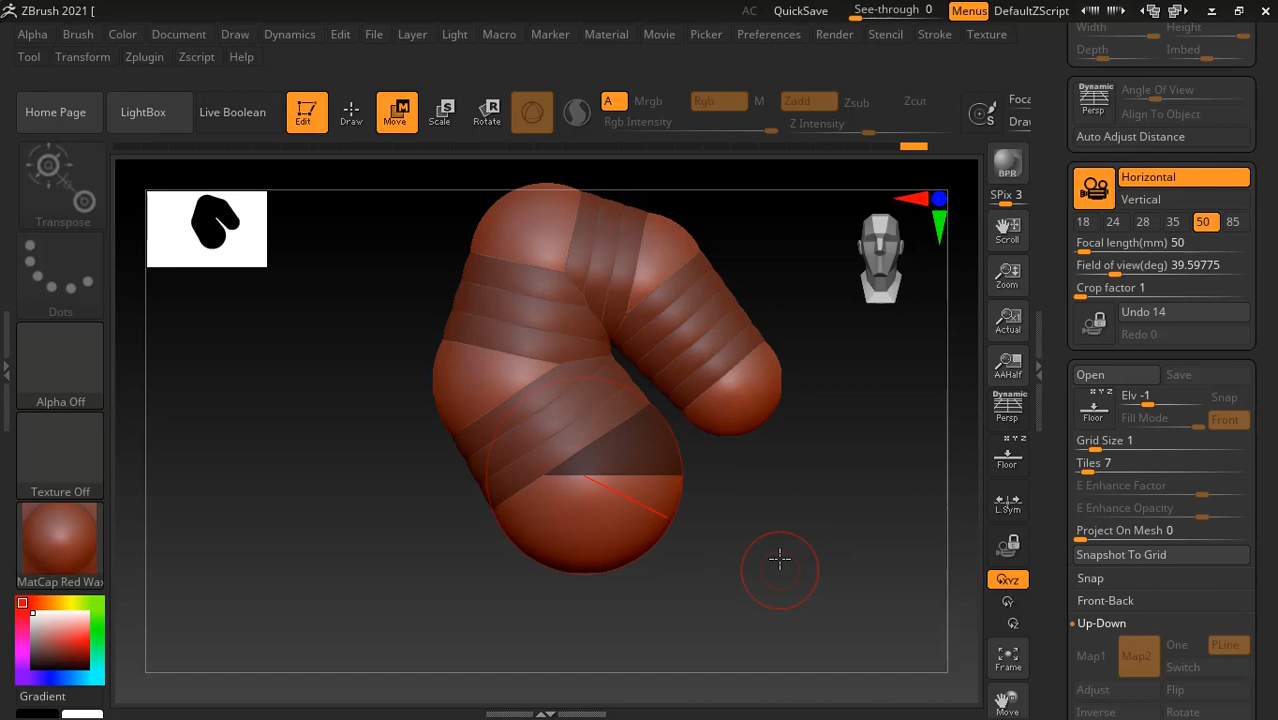 ZBrush 2021 [
AC
QuickSave
See-through 0
Menus
DefaultZScript
Alpha
Brush
Color
Document
Draw
Dynamics
Edit
File
Layer
Light
Macro
Marker
Material
Movie
Picker
Preferences
Render
Stencil
Stroke
Texture
Tool
Transform
Zplugin
Zscript
Help
Home Page
LightBox
Live Boolean
Edit
Draw
M
Move
S
Scale
R
Rotate
A
Mrgb
Rgb
M
Zadd
Zsub
Zcut
Rgb Intensity
Z Intensity
S
Foca
Draw
Transpose
Dots
Alpha Off
Texture Off
MatCap Red Wax
Gradient
BPR
SPix 3
Scroll
Zoom
Actual
AAHalf
Dynamic
Persp
X Y Z
Floor
L.Sym
XYZ
Y
Z
Frame
Move
Width
Height
Depth
Imbed
Dynamic
Persp
Angle Of View
Align To Object
Auto Adjust Distance
Horizontal
Vertical
18 24 28 35 50 85
Focal length(mm) 50
Field of view(deg) 39.59775
Crop factor 1
Undo 14
Redo 0
Open
Save
X Y Z
Floor
Elv -1
Snap
Fill Mode
Front
Grid Size 1
Tiles 7
E Enhance Factor
E Enhance Opacity
Project On Mesh 0
Snapshot To Grid
Snap
Front-Back
Up-Down
Map1
Map2
One
PLine
Switch
Adjust
Flip
Inverse
Rotate